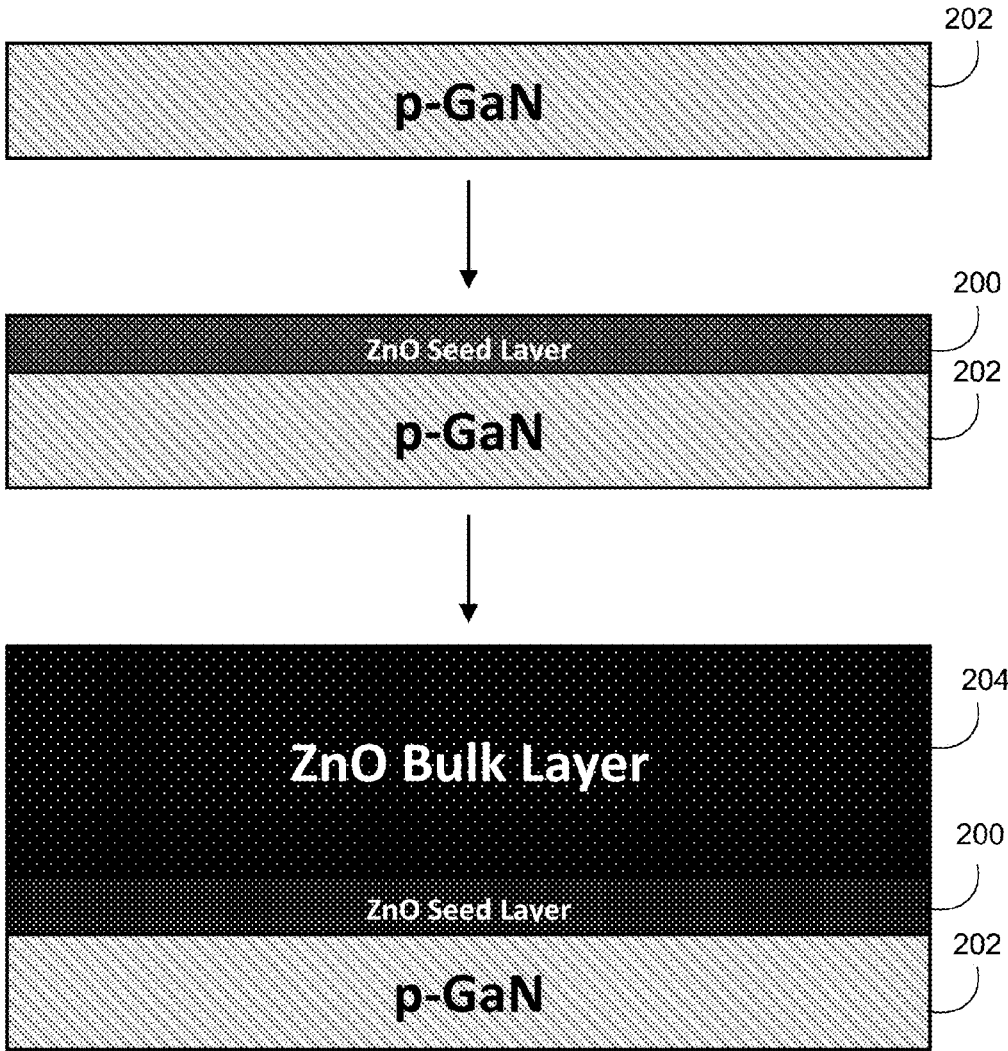 202
p-GaN
200
ZnO Seed Layer
202
p-GaN
204
ZnO Bulk Layer
200
ZnO Seed Layer
202
p-GaN